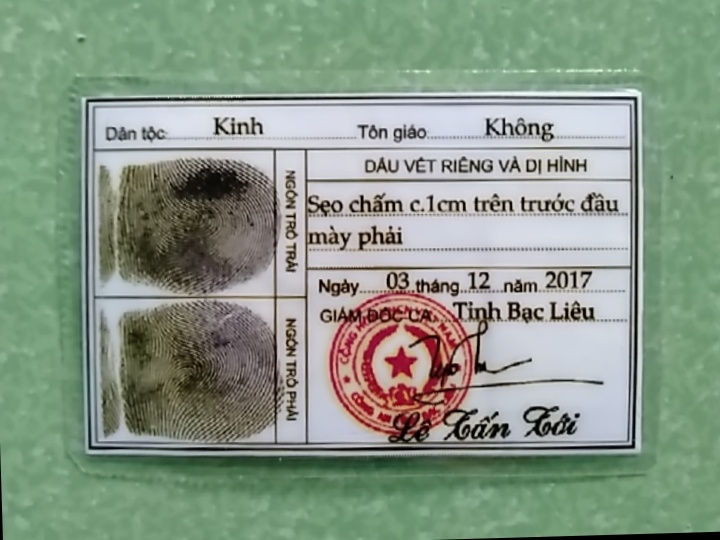 Dân tộc: Kinh Tôn giáo: Không
NGÓN TRỎ TRÁI
DẤU VẾT RIÊNG VÀ DỊ HÌNH
Sẹo chấm c.1cm trên trước đầu
mày phải
Ngày 03 tháng 12 năm 2017
GIÁM ĐỐC CA Tỉnh Bạc Liêu
NGÓN TRỎ PHẢI
Lê Tấn Tới